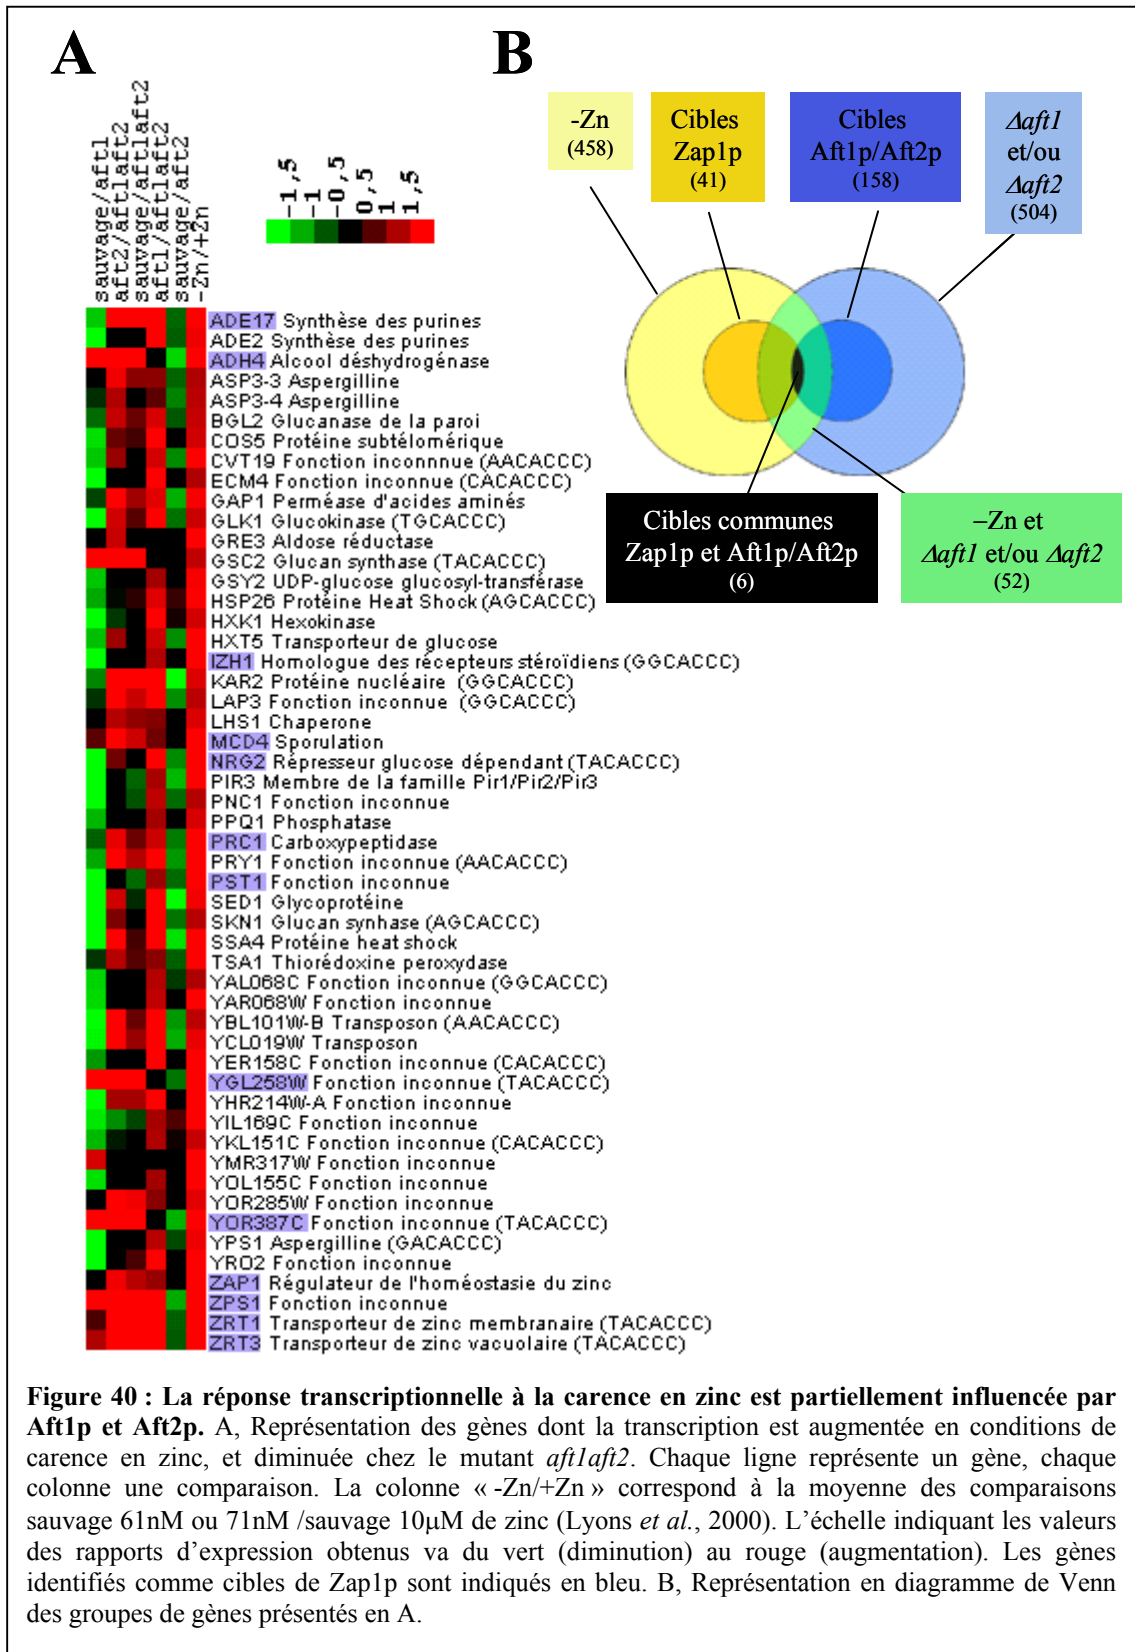 A
B
sauvage/aft1
aft2/aft1aft2
sauvage/aft1aft2
aft1/aft1aft2
sauvage/aft2
-Zn/+Zn
-1,5
-1
-0,5
0,5
1
1,5
-Zn
(458)
Cibles
Zap1p
(41)
Cibles
Aft1p/Aft2p
(158)
Δaft1
et/ou
Δaft2
(504)
Cibles communes
Zap1p et Aft1p/Aft2p
(6)
–Zn et
Δaft1 et/ou Δaft2
(52)
ADE17 Synthèse des purines
ADE2 Synthèse des purines
ADH4 Alcool déshydrogénase
ASP3-3 Aspergilline
ASP3-4 Aspergilline
BGL2 Glucanase de la paroi
COS5 Protéine subtélomérique
CVT19 Fonction inconnnue (AACACCC)
ECM4 Fonction inconnue (CACACCC)
GAP1 Perméase d'acides aminés
GLK1 Glucokinase (TGCACCC)
GRE3 Aldose réductase
GSC2 Glucan synthase (TACACCC)
GSY2 UDP-glucose glucosyl-transférase
HSP26 Protéine Heat Shock (AGCACCC)
HXK1 Hexokinase
HXT5 Transporteur de glucose
IZH1 Homologue des récepteurs stéroïdiens (GGCACCC)
KAR2 Protéine nucléaire (GGCACCC)
LAP3 Fonction inconnue (GGCACCC)
LHS1 Chaperone
MCD4 Sporulation
NRG2 Répresseur glucose dépendant (TACACCC)
PIR3 Membre de la famille Pir1/Pir2/Pir3
PNC1 Fonction inconnue
PPQ1 Phosphatase
PRC1 Carboxypeptidase
PRY1 Fonction inconnue (AACACCC)
PST1 Fonction inconnue
SED1 Glycoprotéine
SKN1 Glucan synhase (AGCACCC)
SSA4 Protéine heat shock
TSA1 Thiorédoxine peroxydase
YAL068C Fonction inconnue (GGCACCC)
YAR068W Fonction inconnue
YBL101W-B Transposon (AACACCC)
YCL019W Transposon
YER158C Fonction inconnue (CACACCC)
YGL258W Fonction inconnue (TACACCC)
YHR214W-A Fonction inconnue
YIL169C Fonction inconnue
YKL151C Fonction inconnue (CACACCC)
YMR317W Fonction inconnue
YOL155C Fonction inconnue
YOR285W Fonction inconnue
YOR387C Fonction inconnue (TACACCC)
YPS1 Aspergilline (GACACCC)
YRO2 Fonction inconnue
ZAP1 Régulateur de l'homéostasie du zinc
ZPS1 Fonction inconnue
ZRT1 Transporteur de zinc membranaire (TACACCC)
ZRT3 Transporteur de zinc vacuolaire (TACACCC)
Figure 40 : La réponse transcriptionnelle à la carence en zinc est partiellement influencée par
Aft1p et Aft2p. A, Représentation des gènes dont la transcription est augmentée en conditions de
carence en zinc, et diminuée chez le mutant aft1aft2. Chaque ligne représente un gène, chaque
colonne une comparaison. La colonne « -Zn/+Zn » correspond à la moyenne des comparaisons
sauvage 61nM ou 71nM /sauvage 10µM de zinc (Lyons et al., 2000). L'échelle indiquant les valeurs
des rapports d'expression obtenus va du vert (diminution) au rouge (augmentation). Les gènes
identifiés comme cibles de Zap1p sont indiqués en bleu. B, Représentation en diagramme de Venn
des groupes de gènes présentés en A.